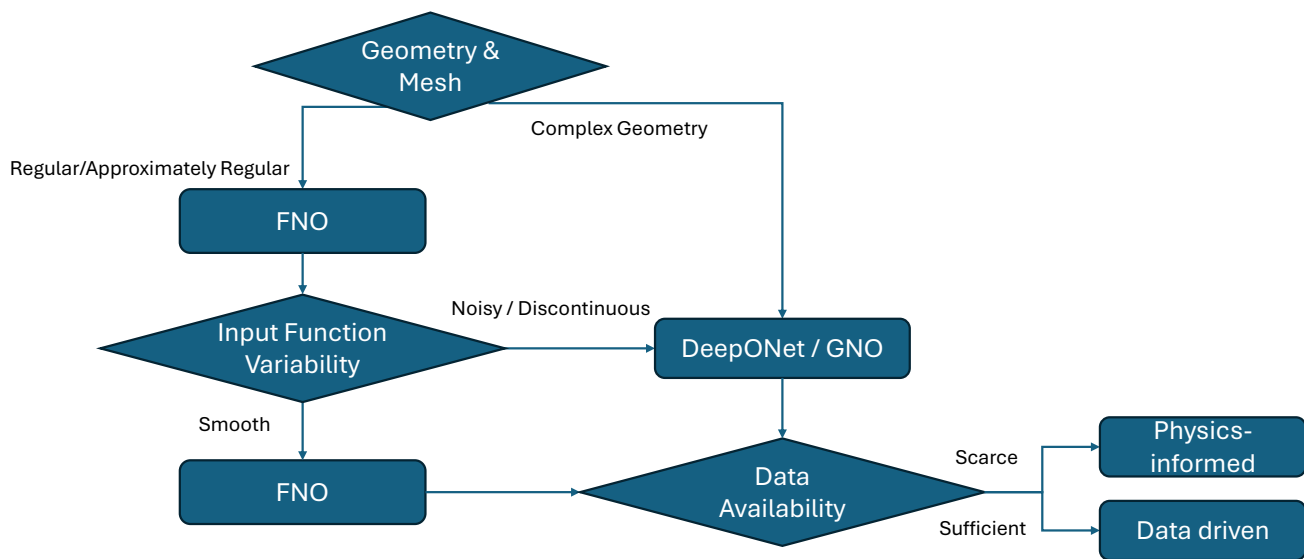 Geometry &
Mesh
Complex Geometry
Regular/Approximately Regular
FNO
Noisy / Discontinuous
Input Function
Variability
DeepONet / GNO
Smooth
Physics-
informed
Scarce
FNO
Data
Availability
Sufficient
Data driven